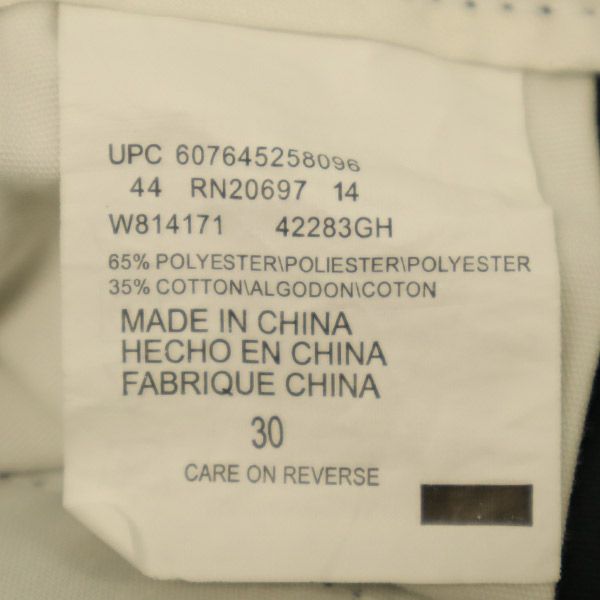 UPC 607645258096
44 RN20697 14
W814171 42283GH
65% POLYESTER\POLIESTER\POLYESTER
35% COTTON\ALGODON\COTON
MADE IN CHINA
HECHO EN CHINA
FABRIQUE CHINA
30
CARE ON REVERSE